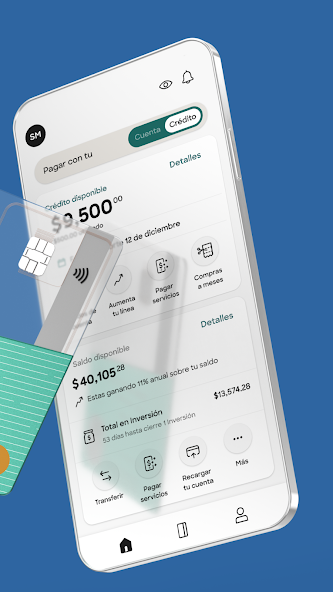 SM
Pagar con tu
Cuenta
Crédito
Crédito disponible
Detalles
$9,500.00
12 de diciembre
Aumenta
tu línea
Pagar
servicios
Compras
a meses
Saldo disponible
Detalles
$40,105.28
Estas ganando 11% anual sobre tu saldo
Total en inversión
$13,574.28
53 días hasta cierre 1 inversión
Transferir
Pagar
servicios
Recargar
tu cuenta
Más